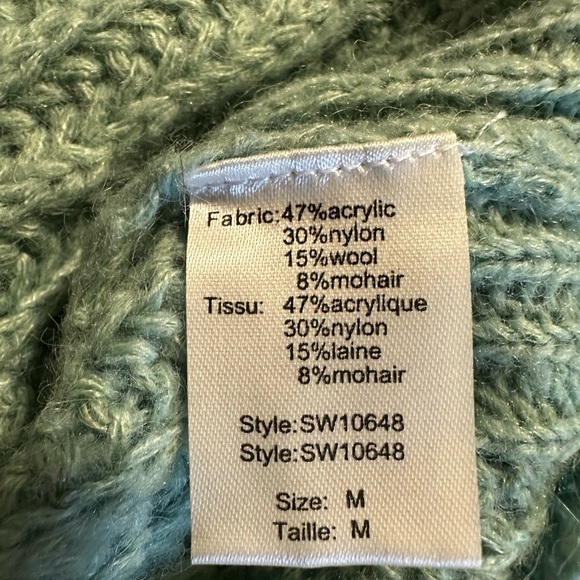 Fabric:47%acrylic
30%nylon
15%wool
8%mohair
Tissu: 47%acrylique
30%nylon
15%laine
8%mohair
Style:SW10648
Style:SW10648
Size: M
Taille: M